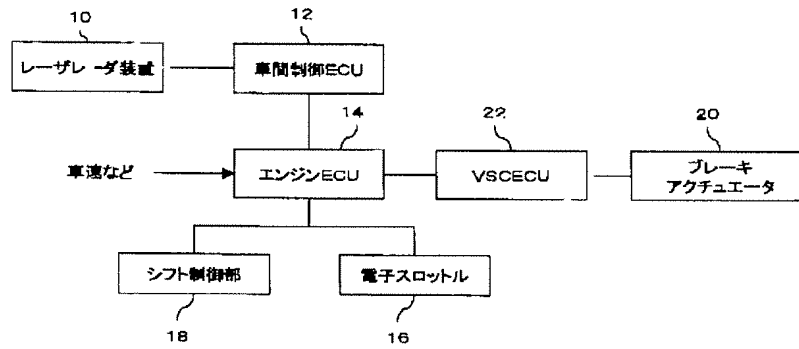 10
12
レーザレーダ装置
車間制御ECU
14
22
20
車速など
エンジンECU
VSCECU
ブレーキ
アクチュエータ
シフト制御部
電子スロットル
18
16